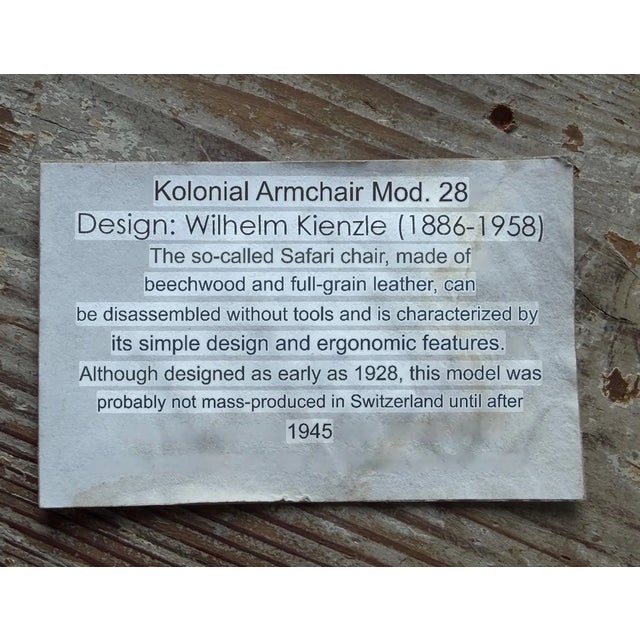 Kolonial Armchair Mod. 28
Design: Wilhelm Kienzle (1886-1958)
The so-called Safari chair, made of
beechwood and full-grain leather, can
be disassembled without tools and is characterized by
its simple design and ergonomic features.
Although designed as early as 1928, this model was
probably not mass-produced in Switzerland until after
1945